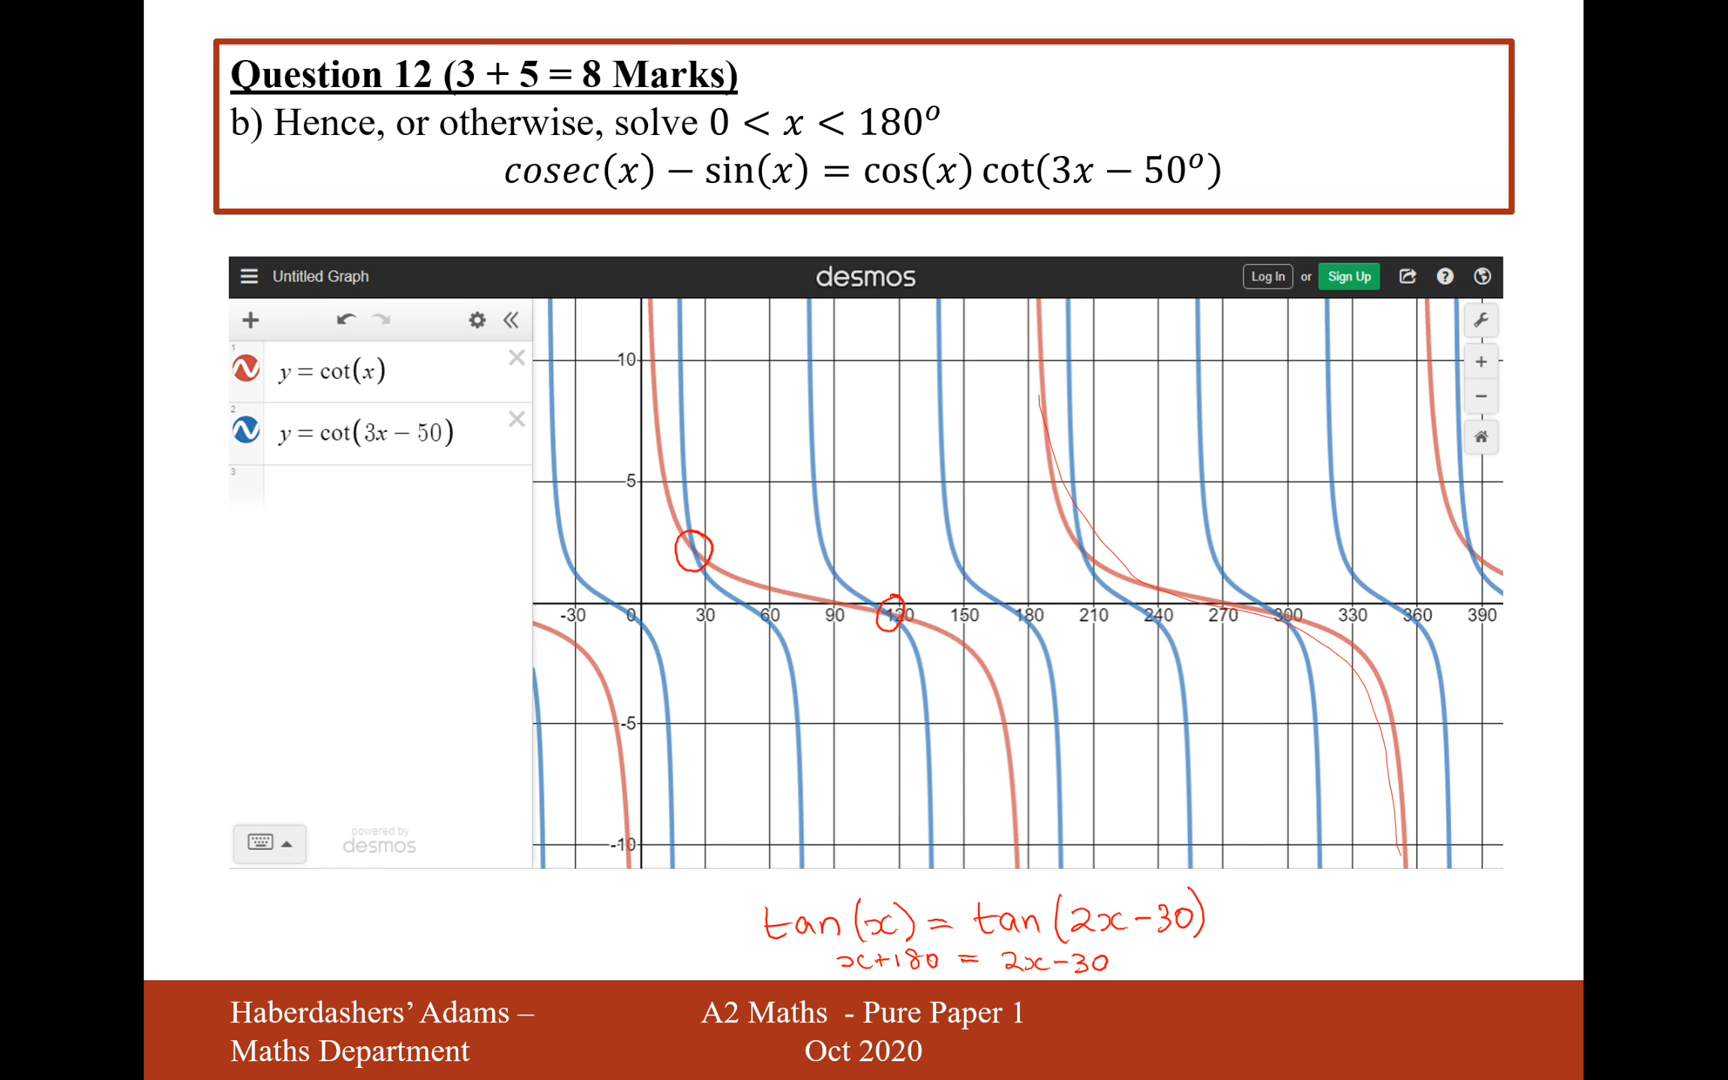 Question 12 (3 + 5 = 8 Marks)
b) Hence, or otherwise, solve 0 < x < 180°
cosec(x) − sin(x) = cos(x) cot(3x − 50°)
Untitled Graph
desmos
Log In or Sign Up
1
y = cot(x)
2
y = cot(3x − 50)
3
10
5
-30 0 30 60 90 120 150 180 210 240 270 300 330 360 390
-5
-10
powered by
desmos
tan(x) = tan(2x-30)
x+180 = 2x-30
Haberdashers' Adams –
Maths Department
A2 Maths - Pure Paper 1
Oct 2020